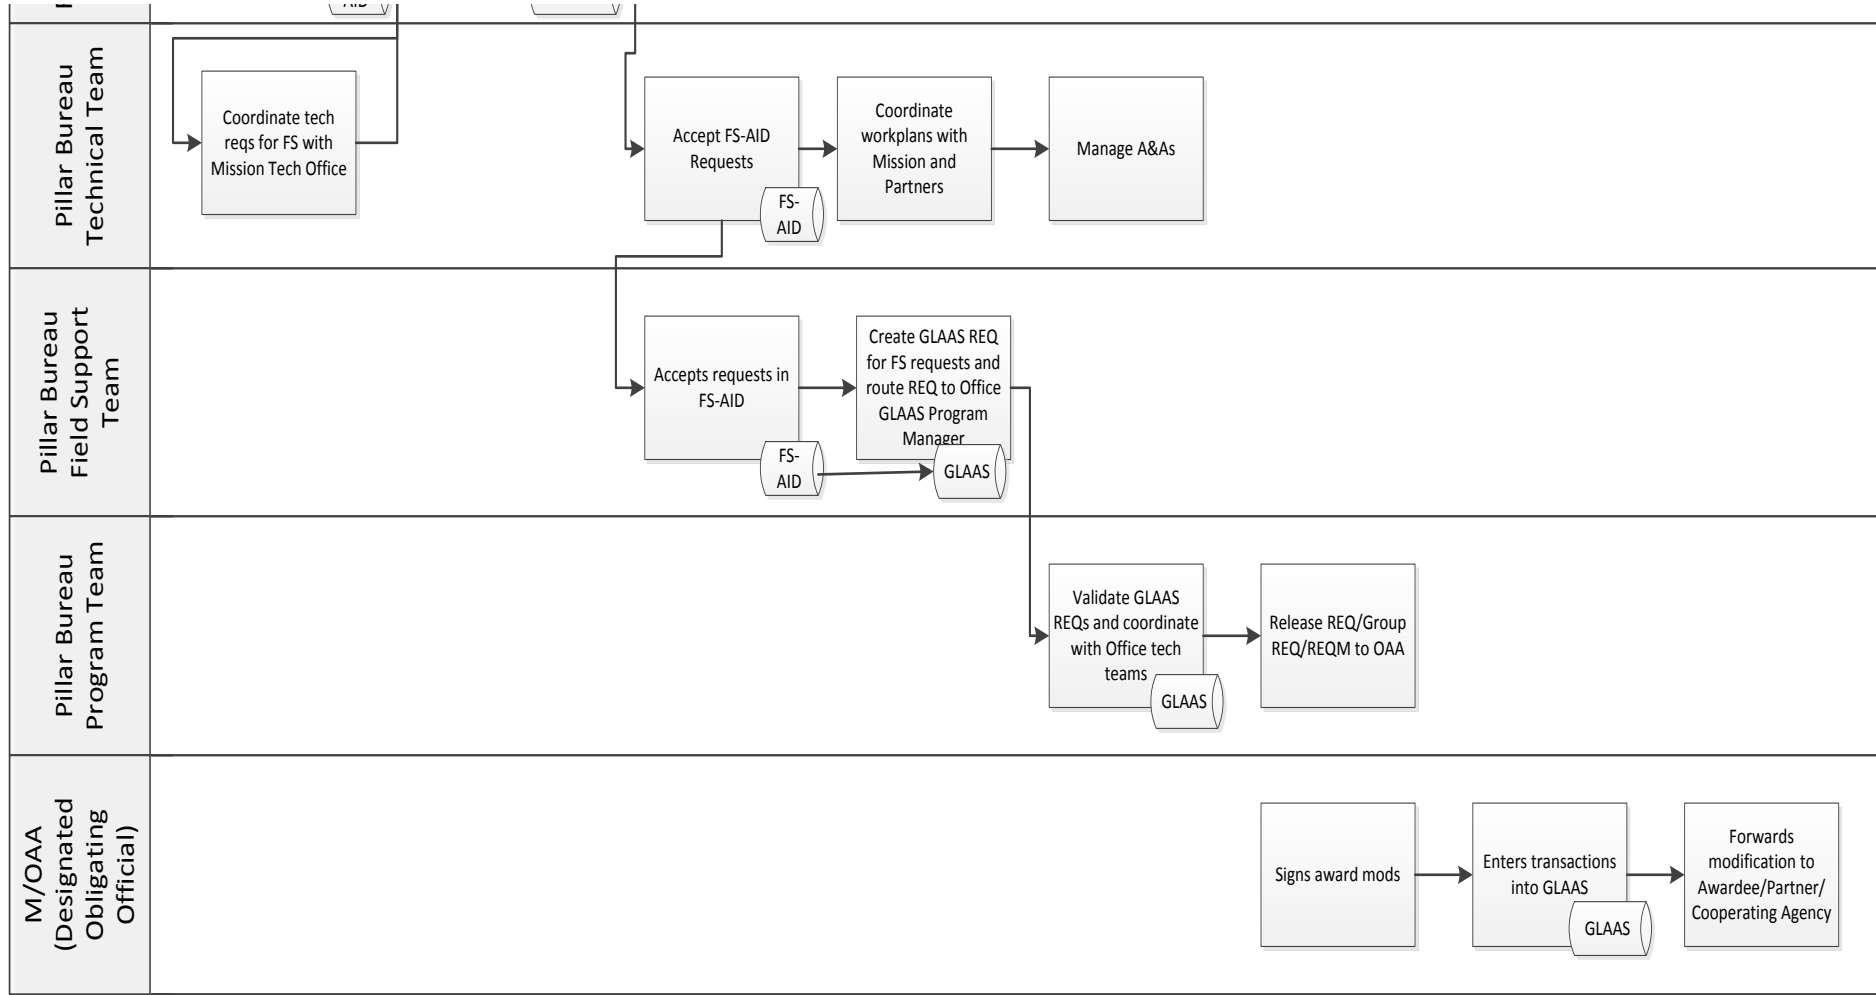 AID
Pillar Bureau
Technical Team
Coordinate tech
reqs for FS with
Mission Tech Office
Accept FS-AID
Requests
FS-
AID
Coordinate
workplans with
Mission and
Partners
Manage A&As
Pillar Bureau
Field Support
Team
Accepts requests in
FS-AID
FS-
AID
Create GLAAS REQ
for FS requests and
route REQ to Office
GLAAS Program
Manager
GLAAS
Pillar Bureau
Program Team
Validate GLAAS
REQs and coordinate
with Office tech
teams
GLAAS
Release REQ/Group
REQ/REQM to OAA
M/OAA
(Designated
Obligating
Official)
Signs award mods
Enters transactions
into GLAAS
GLAAS
Forwards
modification to
Awardee/Partner/
Cooperating Agency